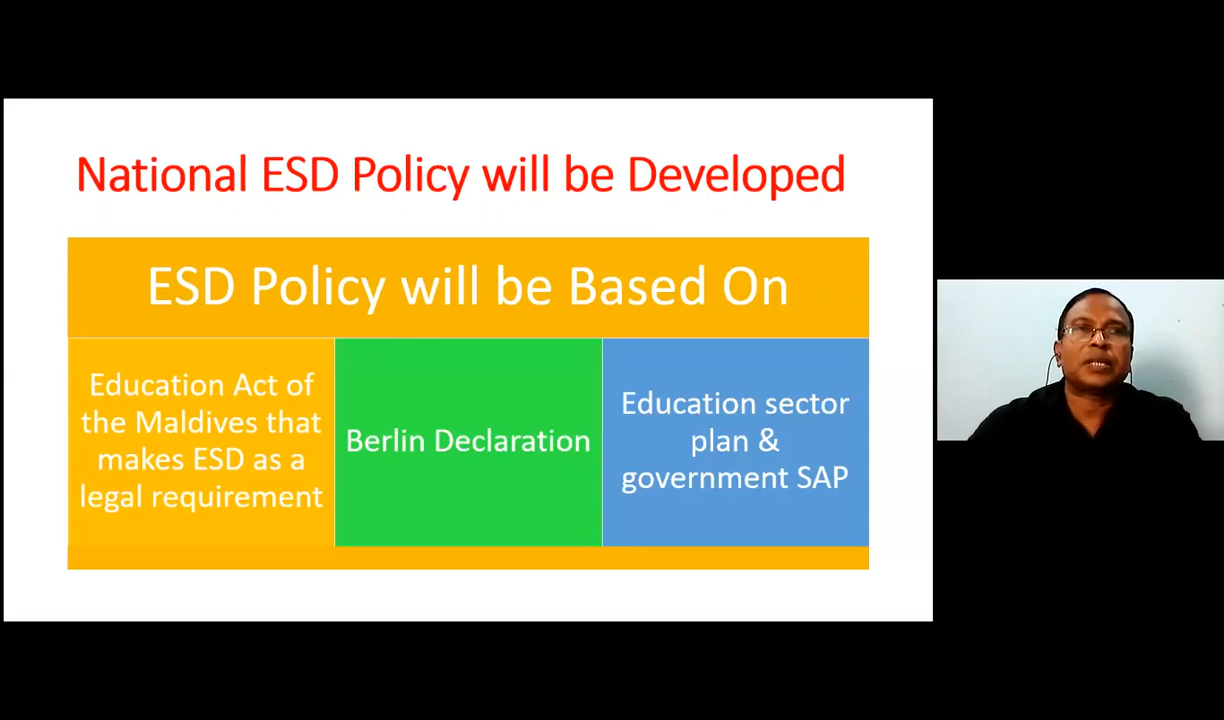 National ESD Policy will be Developed
ESD Policy will be Based On
Education Act of
the Maldives that
makes ESD as a
legal requirement
Berlin Declaration
Education sector
plan &
government SAP